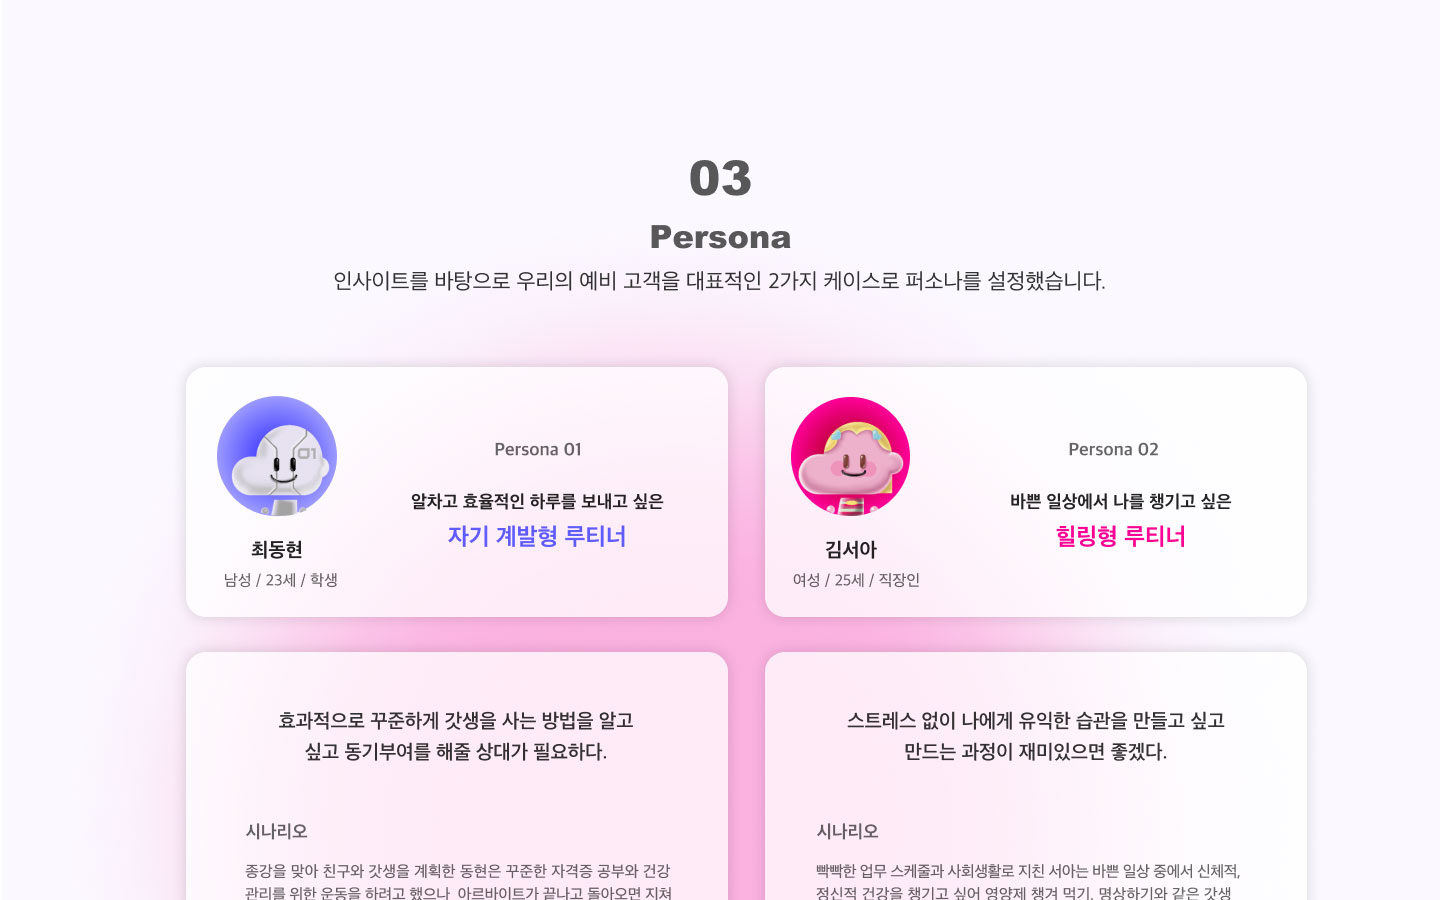 03
Persona
인사이트를 바탕으로 우리의 예비 고객을 대표적인 2가지 케이스로 퍼소나를 설정했습니다.
01
최동현
남성 / 23세 / 학생
Persona 01
알차고 효율적인 하루를 보내고 싶은
자기 계발형 루티너
김서아
여성 / 25세 / 직장인
Persona 02
바쁜 일상에서 나를 챙기고 싶은
힐링형 루티너
효과적으로 꾸준하게 갓생을 사는 방법을 알고
싶고 동기부여를 해줄 상대가 필요하다.
시나리오
종강을 맞아 친구와 갓생을 계획한 동현은 꾸준한 자격증 공부와 건강
관리를 위한 운동을 하려고 했으나 아르바이트가 끝나고 돌아오면 지쳐
스트레스 없이 나에게 유익한 습관을 만들고 싶고
만드는 과정이 재미있으면 좋겠다.
시나리오
빡빡한 업무 스케줄과 사회생활로 지친 서아는 바쁜 일상 중에서 신체적,
정신적 건강을 챙기고 싶어 영양제 챙겨 먹기, 명상하기와 같은 갓생